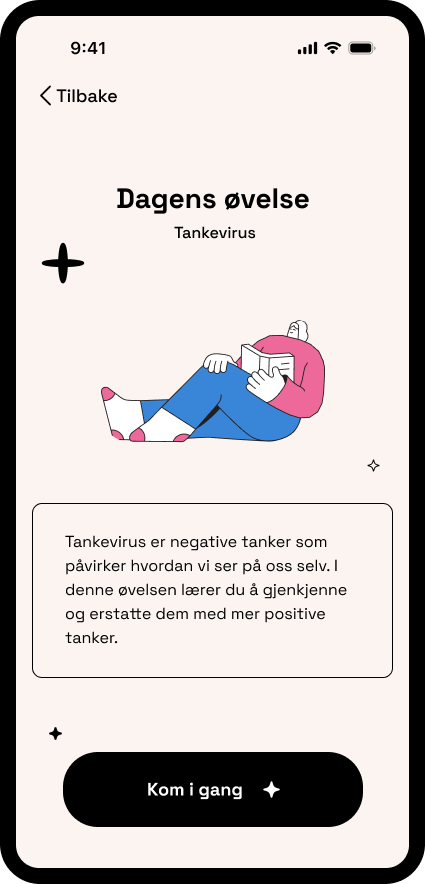 9:41
Tilbake
Dagens øvelse
Tankevirus
Tankevirus er negative tanker som
påvirker hvordan vi ser på oss selv. I
denne øvelsen lærer du å gjenkjenne
og erstatte dem med mer positive
tanker.
Kom i gang